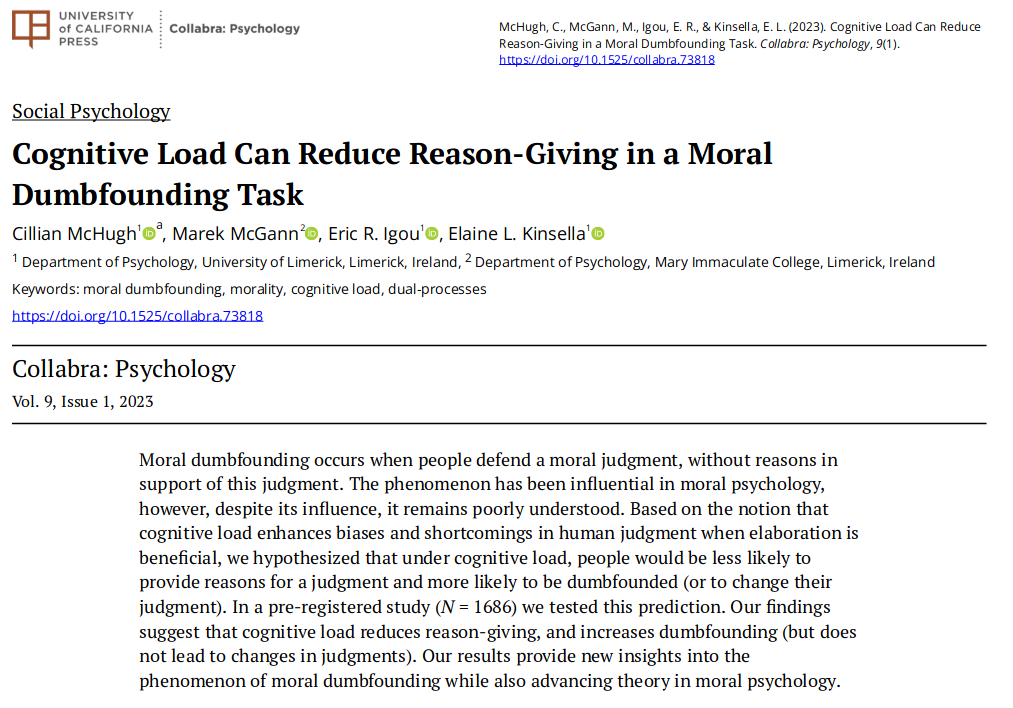 UNIVERSITY
OF CALIFORNIA
PRESS
Collabra: Psychology
McHugh, C., McGann, M., Igou, E. R., & Kinsella, E. L. (2023). Cognitive Load Can Reduce
Reason-Giving in a Moral Dumbfounding Task. Collabra: Psychology, 9(1).
https://doi.org/10.1525/collabra.73818
Social Psychology
Cognitive Load Can Reduce Reason-Giving in a Moral
Dumbfounding Task
Cillian McHugh1 iD a, Marek McGann2 iD, Eric R. Igou1 iD, Elaine L. Kinsella1 iD
1 Department of Psychology, University of Limerick, Limerick, Ireland, 2 Department of Psychology, Mary Immaculate College, Limerick, Ireland
Keywords: moral dumbfounding, morality, cognitive load, dual-processes
https://doi.org/10.1525/collabra.73818
Collabra: Psychology
Vol. 9, Issue 1, 2023
Moral dumbfounding occurs when people defend a moral judgment, without reasons in
support of this judgment. The phenomenon has been influential in moral psychology,
however, despite its influence, it remains poorly understood. Based on the notion that
cognitive load enhances biases and shortcomings in human judgment when elaboration is
beneficial, we hypothesized that under cognitive load, people would be less likely to
provide reasons for a judgment and more likely to be dumbfounded (or to change their
judgment). In a pre-registered study (N = 1686) we tested this prediction. Our findings
suggest that cognitive load reduces reason-giving, and increases dumbfounding (but does
not lead to changes in judgments). Our results provide new insights into the
phenomenon of moral dumbfounding while also advancing theory in moral psychology.